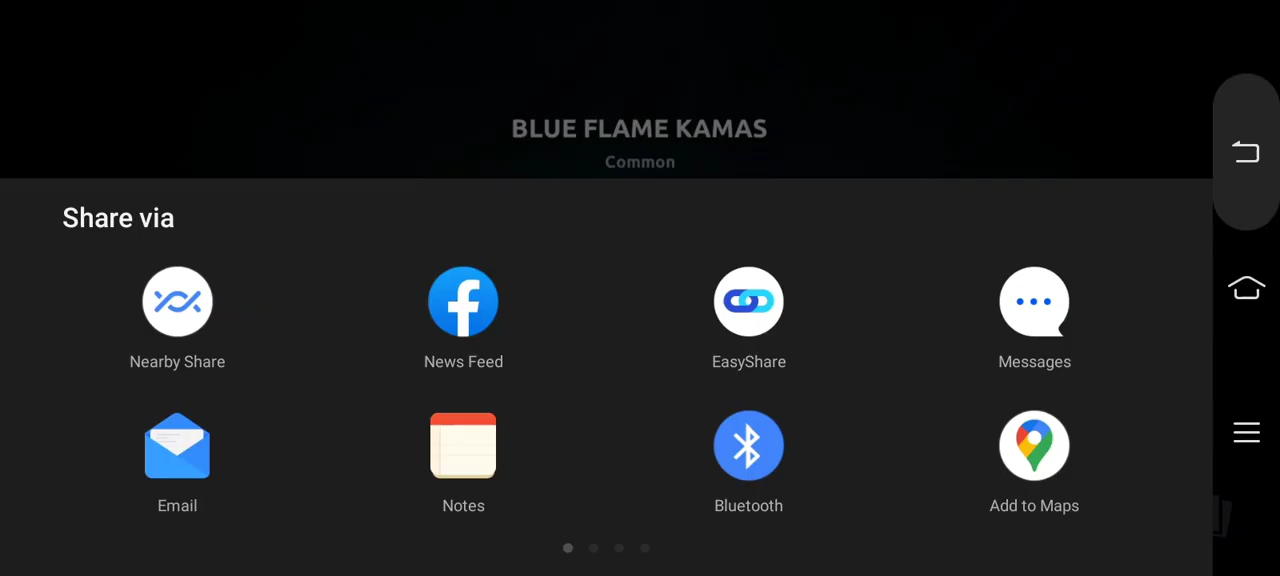 BLUE FLAME KAMAS
Common
Share via
Nearby Share
News Feed
EasyShare
Messages
Email
Notes
Bluetooth
Add to Maps